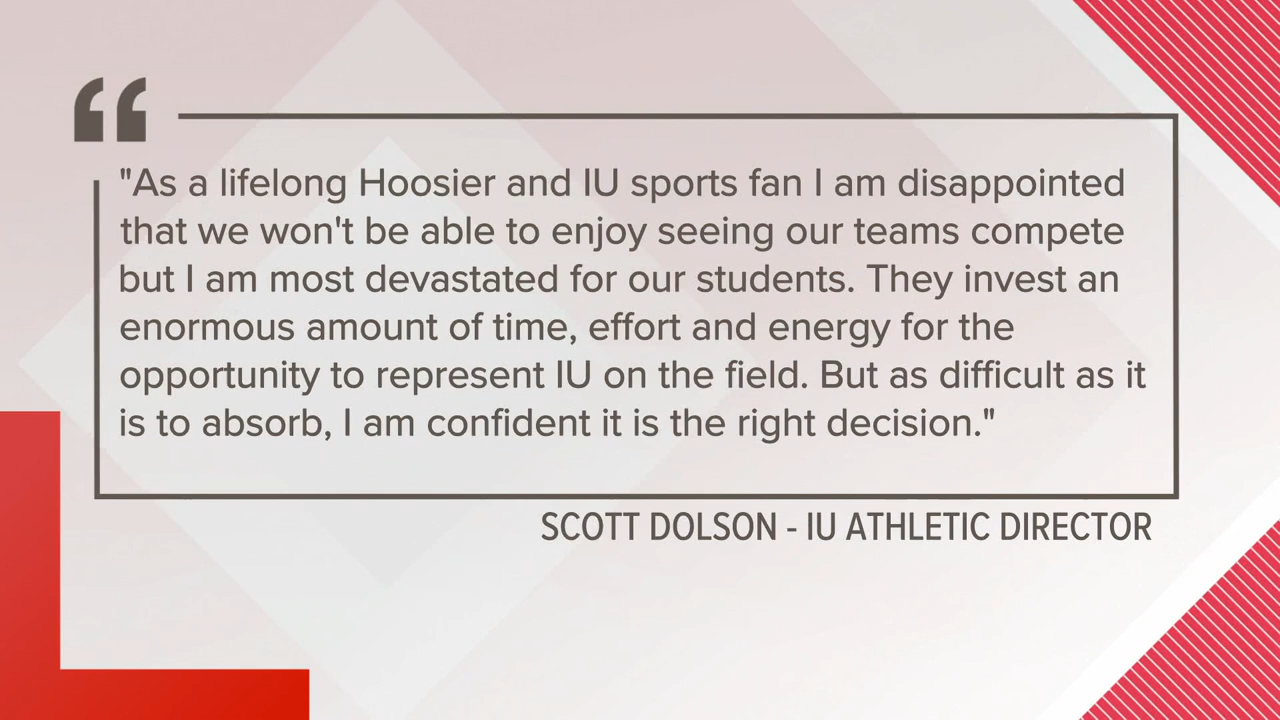 “
"As a lifelong Hoosier and IU sports fan I am disappointed
that we won't be able to enjoy seeing our teams compete
but I am most devastated for our students. They invest an
enormous amount of time, effort and energy for the
opportunity to represent IU on the field. But as difficult as it
is to absorb, I am confident it is the right decision."
SCOTT DOLSON - IU ATHLETIC DIRECTOR